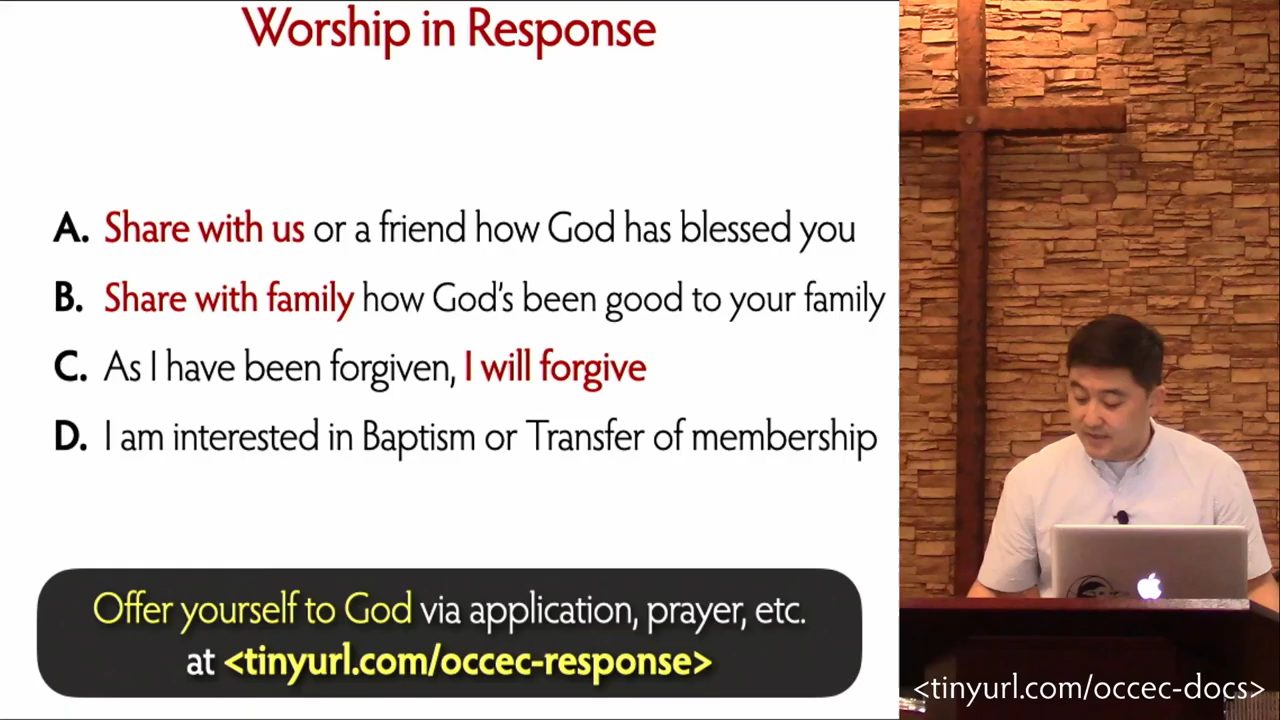 Worship in Response
A. Share with us or a friend how God has blessed you
B. Share with family how God's been good to your family
C. As I have been forgiven, I will forgive
D. I am interested in Baptism or Transfer of membership
Offer yourself to God via application, prayer, etc.
at <tinyurl.com/occec-response>
<tinyurl.com/occec-docs>